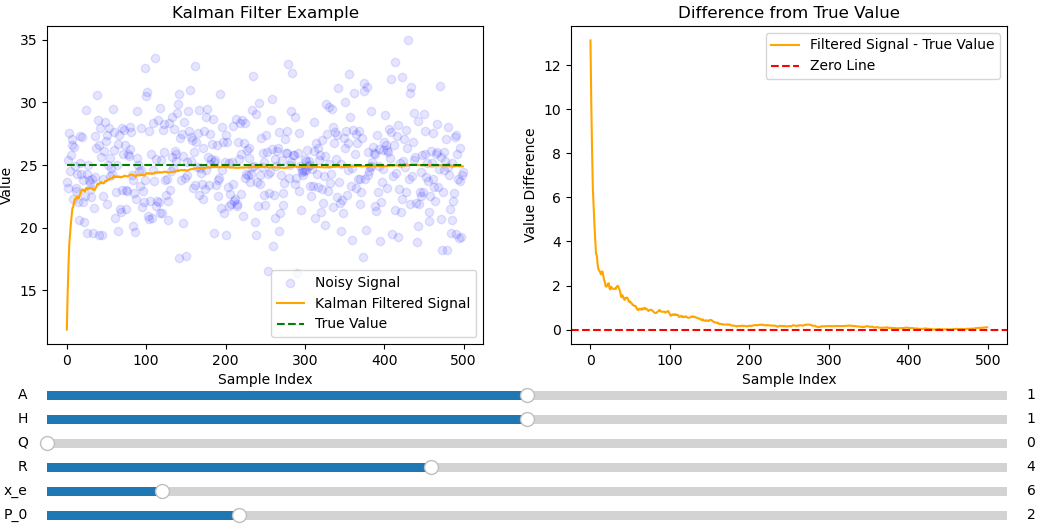 Kalman Filter Example
35
30
25
20
15
Value
Noisy Signal
Kalman Filtered Signal
True Value
0 100 200 300 400 500
Sample Index
Difference from True Value
Filtered Signal - True Value
Zero Line
12
10
8
6
4
2
0
Value Difference
0 100 200 300 400 500
Sample Index
A 1
H 1
Q 0
R 4
x_e 6
P_0 2